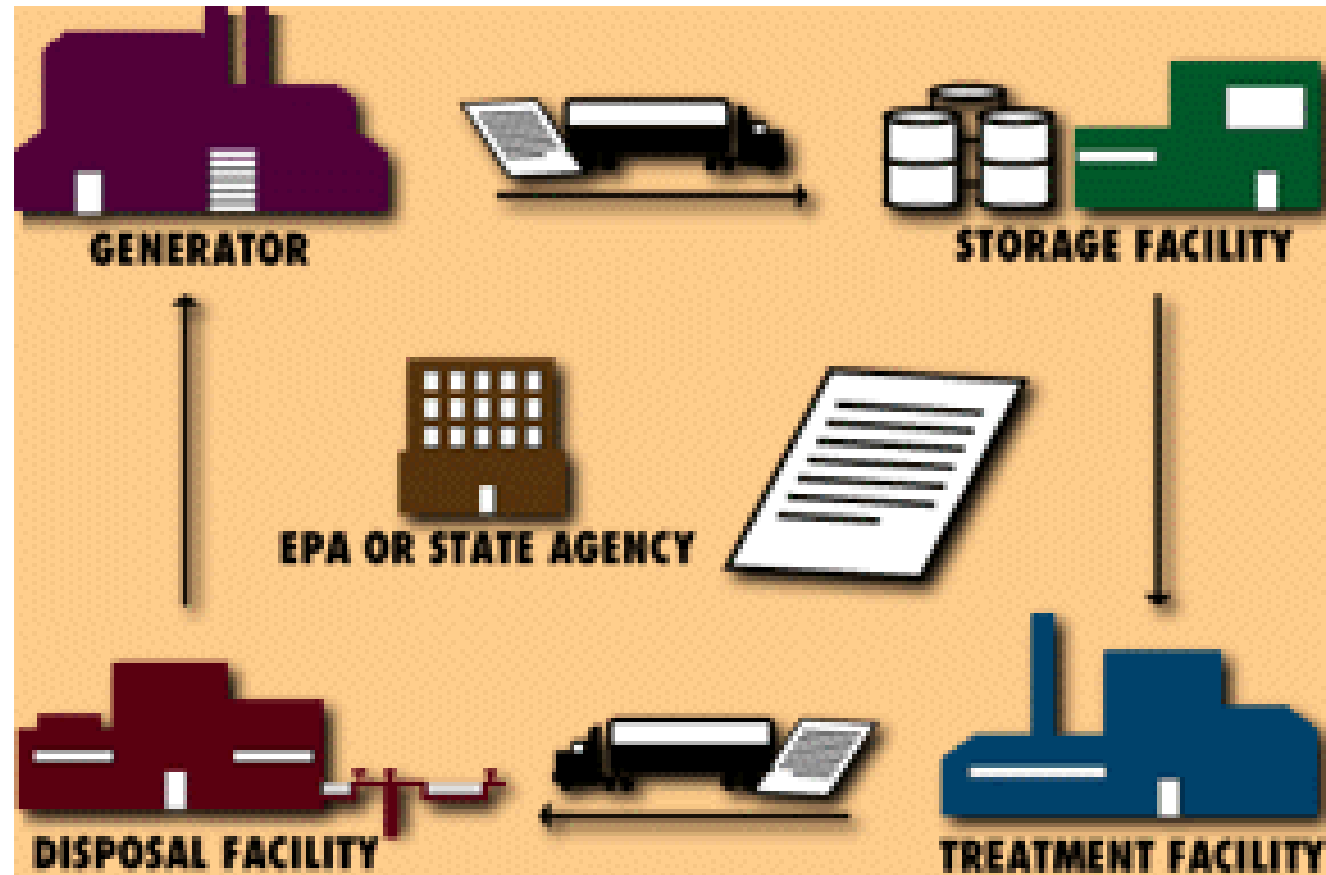 GENERATOR
STORAGE FACILITY
EPA OR STATE AGENCY
DISPOSAL FACILITY
TREATMENT FACILITY